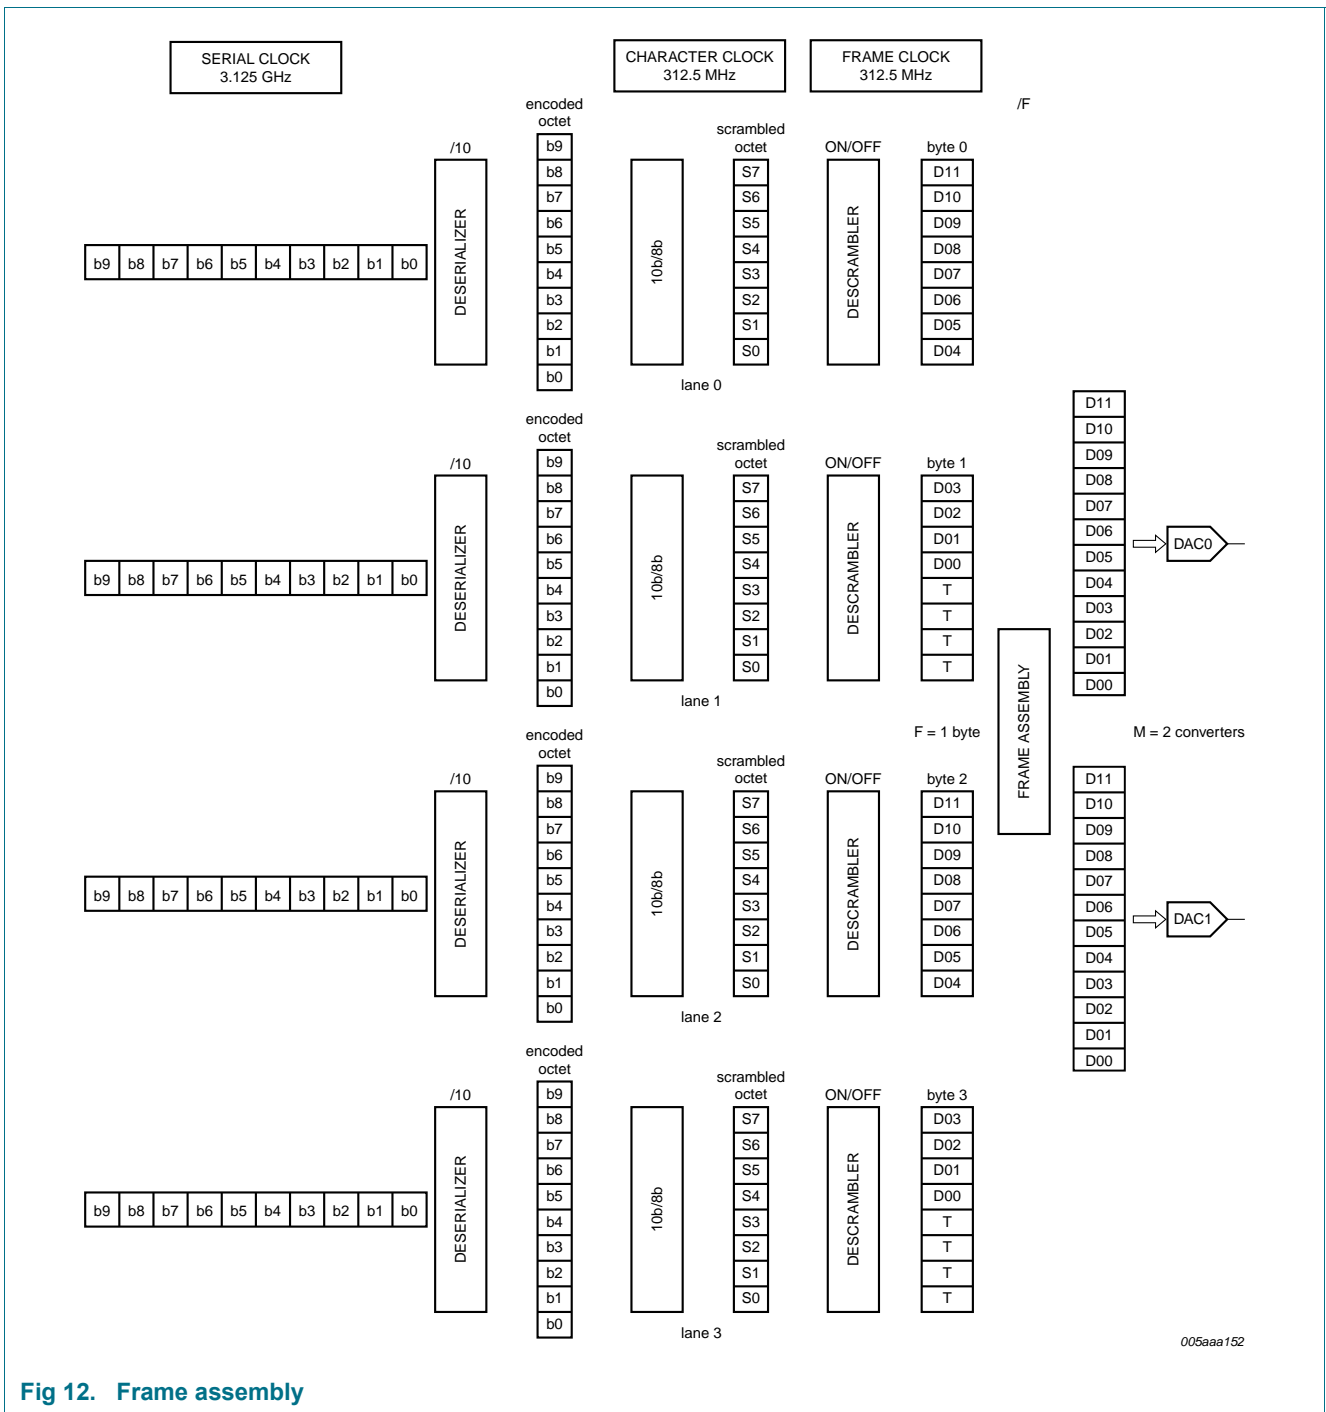 SERIAL CLOCK
3.125 GHz
CHARACTER CLOCK
312.5 MHz
FRAME CLOCK
312.5 MHz
/F
encoded
octet
scrambled
octet
/10
ON/OFF
byte 0
b9
b8
b7
b6
b5
b4
b3
b2
b1
b0
b9 b8 b7 b6 b5 b4 b3 b2 b1 b0
DESERIALIZER
10b/8b
S7
S6
S5
S4
S3
S2
S1
S0
DESCRAMBLER
D11
D10
D09
D08
D07
D06
D05
D04
lane 0
encoded
octet
scrambled
octet
/10
ON/OFF
byte 1
b9
b8
b7
b6
b5
b4
b3
b2
b1
b0
b9 b8 b7 b6 b5 b4 b3 b2 b1 b0
DESERIALIZER
10b/8b
S7
S6
S5
S4
S3
S2
S1
S0
DESCRAMBLER
D03
D02
D01
D00
T
T
T
T
lane 1
D11
D10
D09
D08
D07
D06
D05
D04
D03
D02
D01
D00
DAC0
F = 1 byte
FRAME ASSEMBLY
M = 2 converters
encoded
octet
scrambled
octet
/10
ON/OFF
byte 2
b9
b8
b7
b6
b5
b4
b3
b2
b1
b0
b9 b8 b7 b6 b5 b4 b3 b2 b1 b0
DESERIALIZER
10b/8b
S7
S6
S5
S4
S3
S2
S1
S0
DESCRAMBLER
D11
D10
D09
D08
D07
D06
D05
D04
lane 2
D11
D10
D09
D08
D07
D06
D05
D04
D03
D02
D01
D00
DAC1
encoded
octet
scrambled
octet
/10
ON/OFF
byte 3
b9
b8
b7
b6
b5
b4
b3
b2
b1
b0
b9 b8 b7 b6 b5 b4 b3 b2 b1 b0
DESERIALIZER
10b/8b
S7
S6
S5
S4
S3
S2
S1
S0
DESCRAMBLER
D03
D02
D01
D00
T
T
T
T
lane 3
005aaa152
Fig 12. Frame assembly